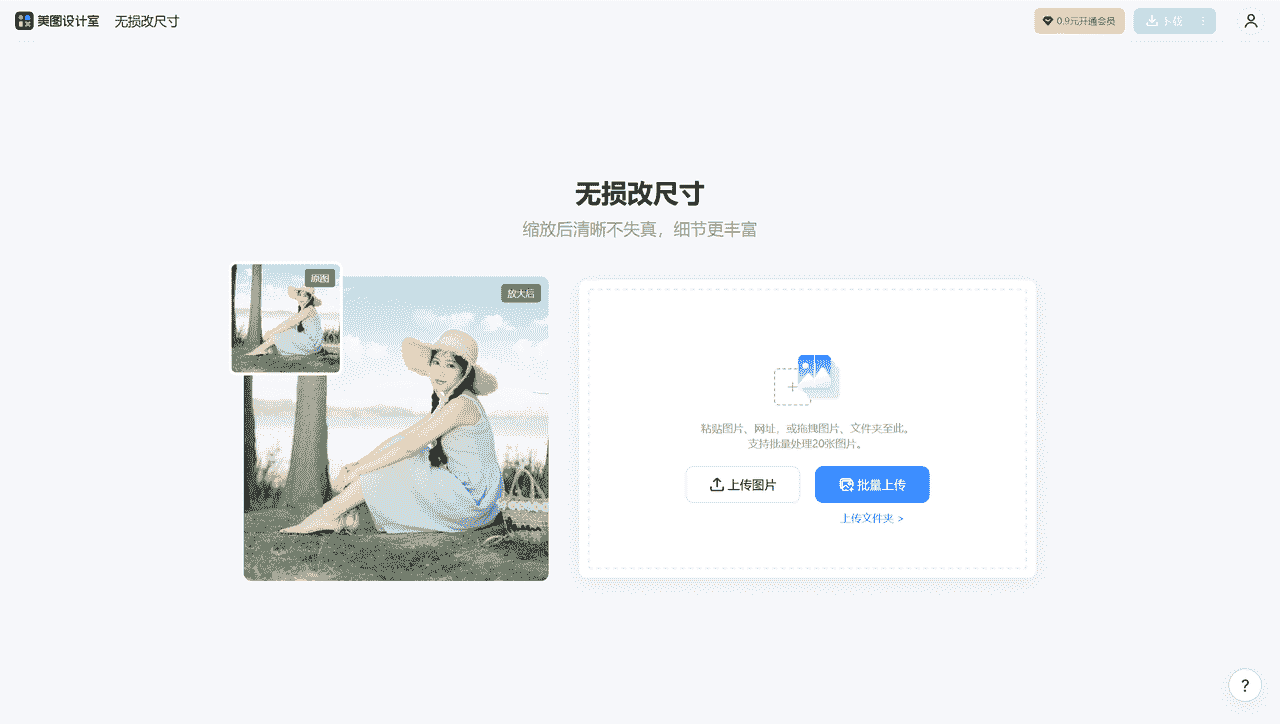 美图设计室 无损改尺寸
0.9元开通会员 下载
无损改尺寸
缩放后清晰不失真，细节更丰富
原图
放大后
粘贴图片、网址，或拖拽图片、文件夹至此。
支持批量处理20张图片。
上传图片 批量上传
上传文件夹 >
?